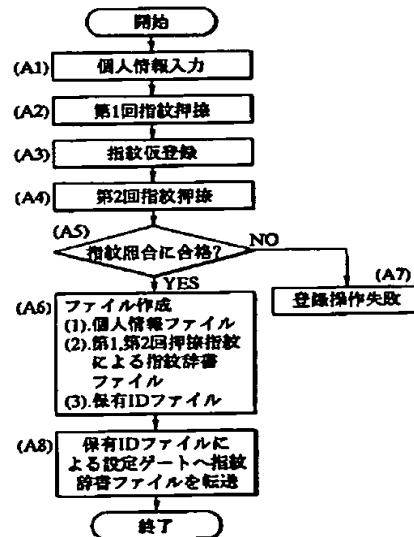 開始
(A1) 個人情報入力
(A2) 第1回指紋押捺
(A3) 指紋仮登録
(A4) 第2回指紋押捺
(A5)
指紋照合に合格?
NO
YES
(A7)
登録操作失敗
(A6) ファイル作成
(1).個人情報ファイル
(2).第1,第2回押捺指紋
による指紋辞書
ファイル
(3).保有IDファイル
(A8) 保有IDファイルに
よる設定ゲートへ指紋
辞書ファイルを転送
終了